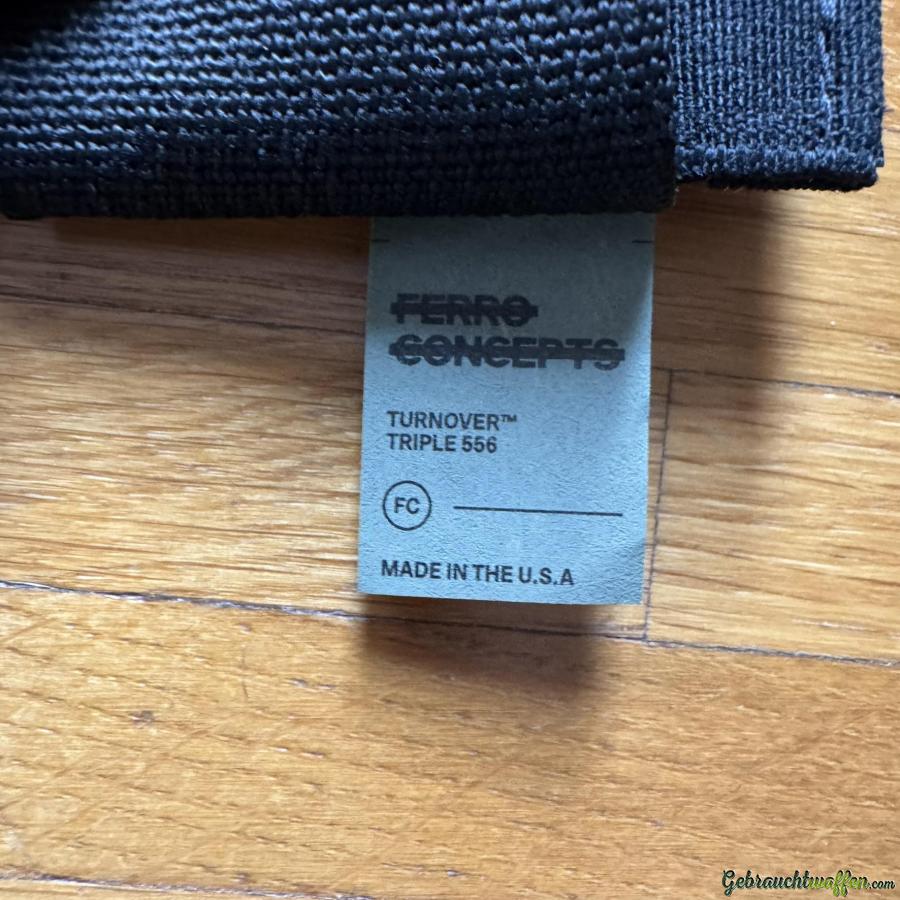 FERRO
CONCEPTS
TURNOVER™
TRIPLE 556
FC
MADE IN THE U.S.A
Gebrauchtwaffen.com